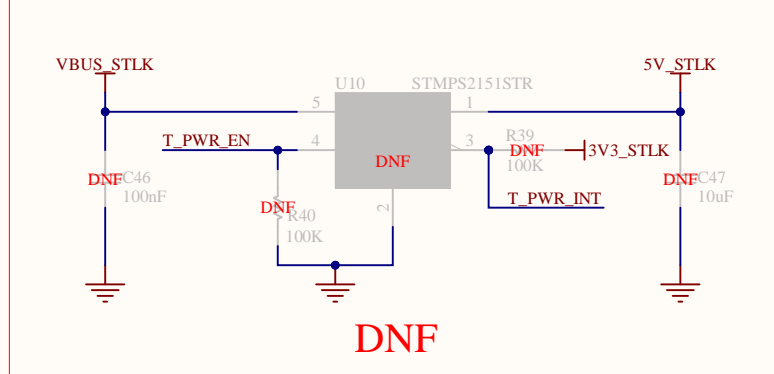 VBUS_STLK
5V_STLK
U10
STMPS2151STR
5
1
T_PWR_EN
4
3
R39
DNF
100K
3V3_STLK
DNF
DNF
C46
100nF
DNF
C47
10uF
T_PWR_INT
DNF
R40
100K
2
DNF